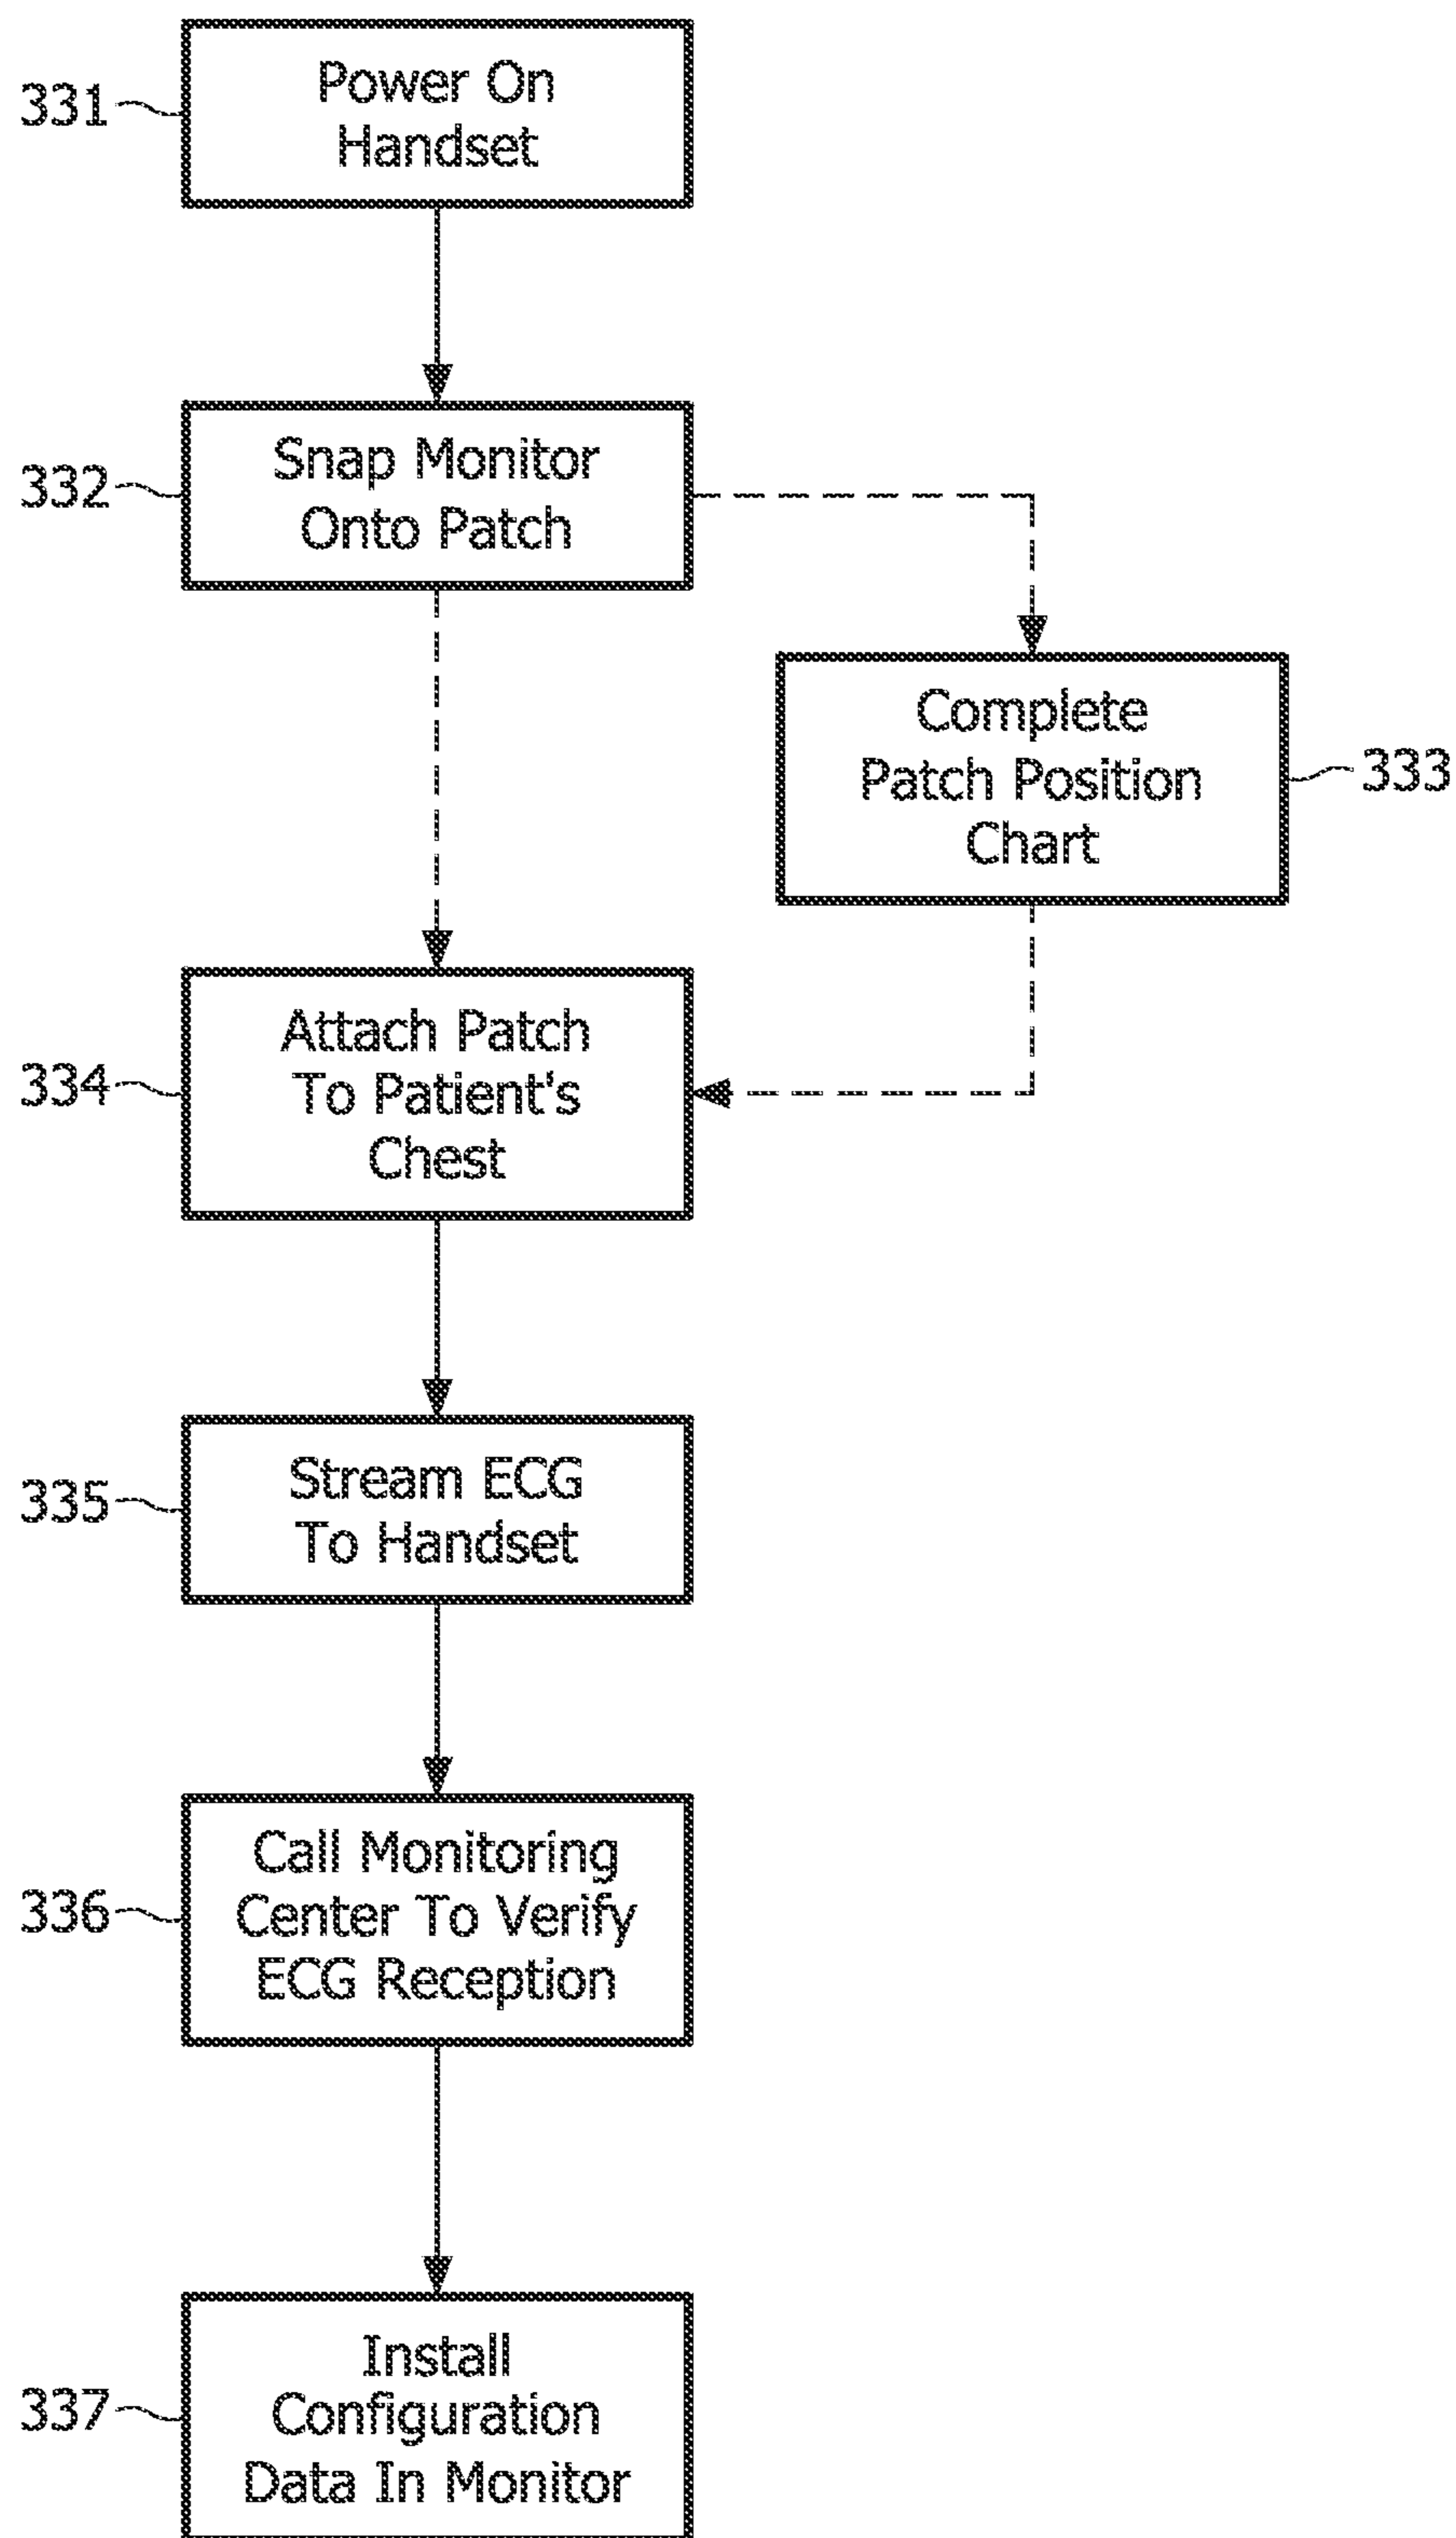 331
Power On
Handset
332
Snap Monitor
Onto Patch
Complete
Patch Position
Chart
333
334
Attach Patch
To Patient's
Chest
335
Stream ECG
To Handset
336
Call Monitoring
Center To Verify
ECG Reception
337
Install
Configuration
Data In Monitor